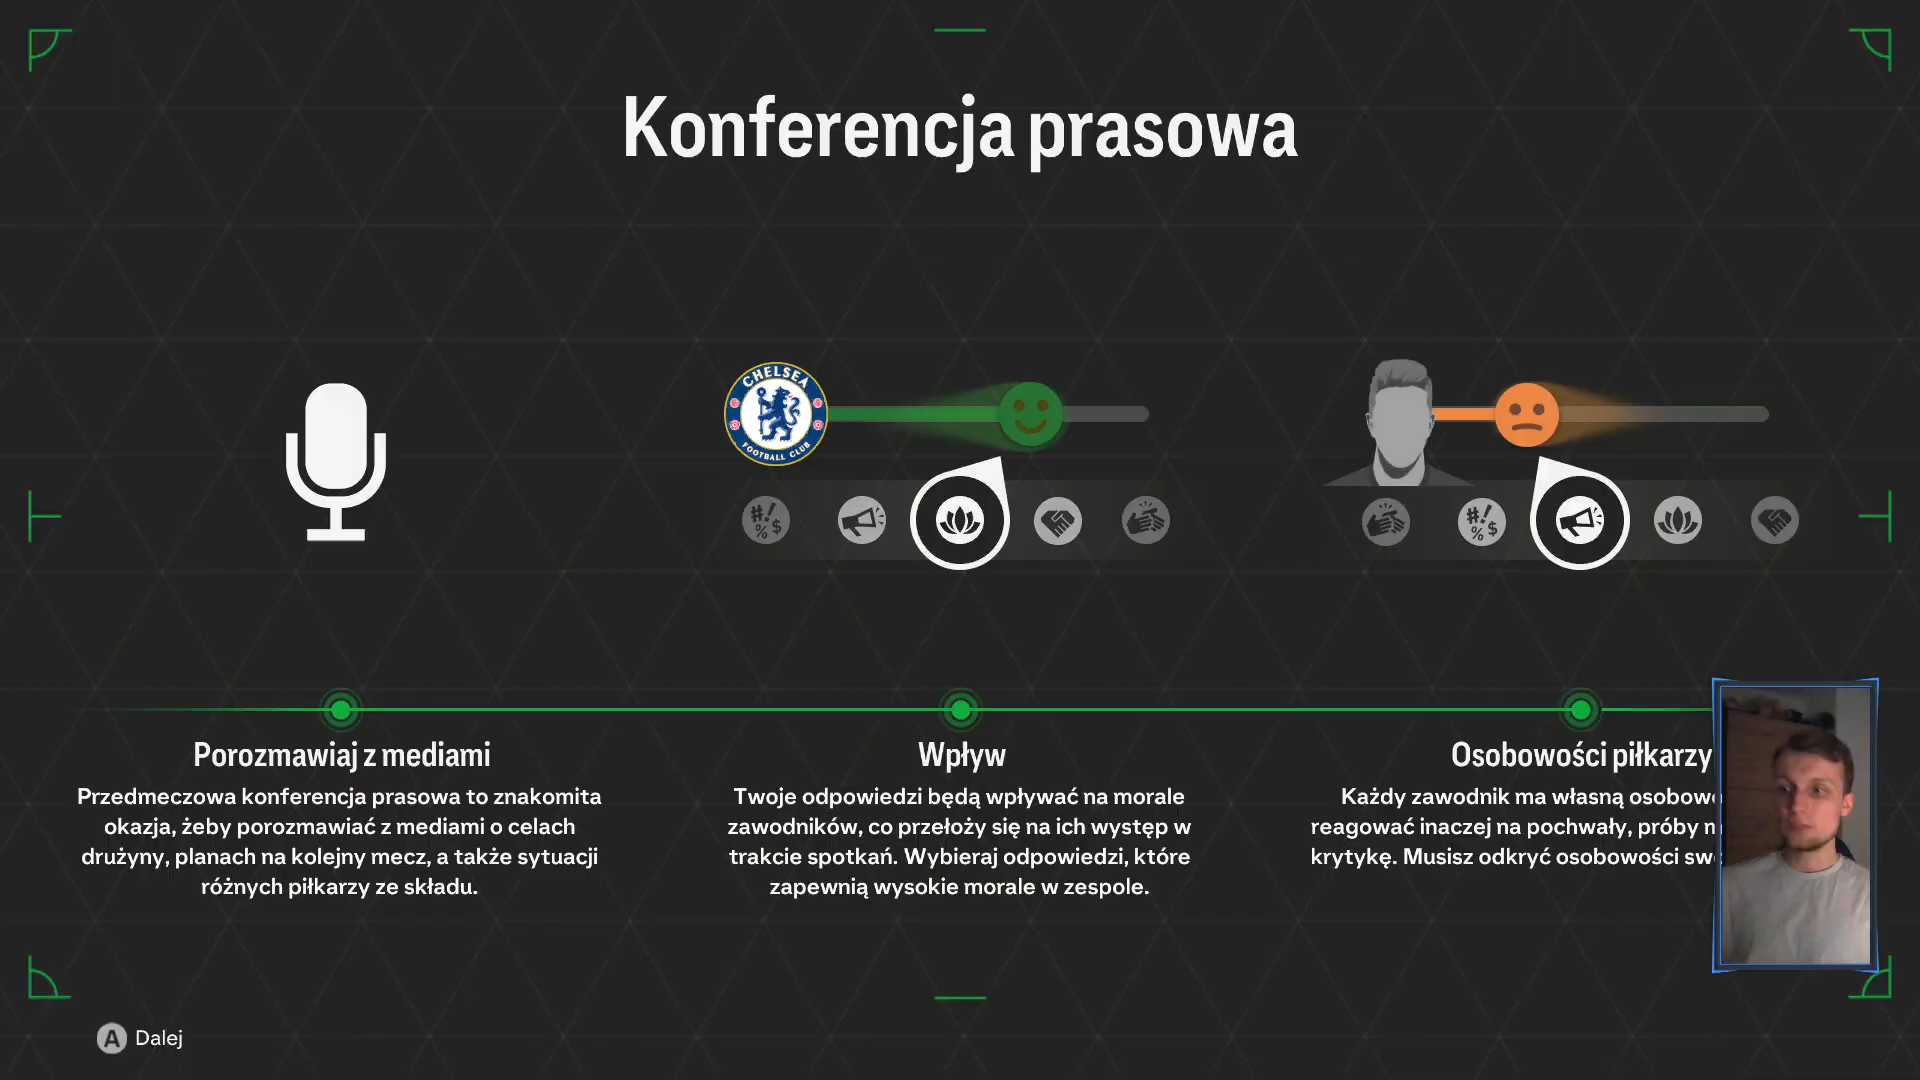 Konferencja prasowa
CHELSEA
FOOTBALL CLUB
Porozmawiaj z mediami
Przedmeczowa konferencja prasowa to znakomita
okazja, żeby porozmawiać z mediami o celach
drużyny, planach na kolejny mecz, a także sytuacji
różnych piłkarzy ze składu.
Wpływ
Twoje odpowiedzi będą wpływać na morale
zawodników, co przełoży się na ich występ w
trakcie spotkań. Wybieraj odpowiedzi, które
zapewnią wysokie morale w zespole.
Osobowości piłkarzy
Każdy zawodnik ma własną
reagować inaczej na pochwały, próby
krytykę. Musisz odkryć osobowości
A Dalej